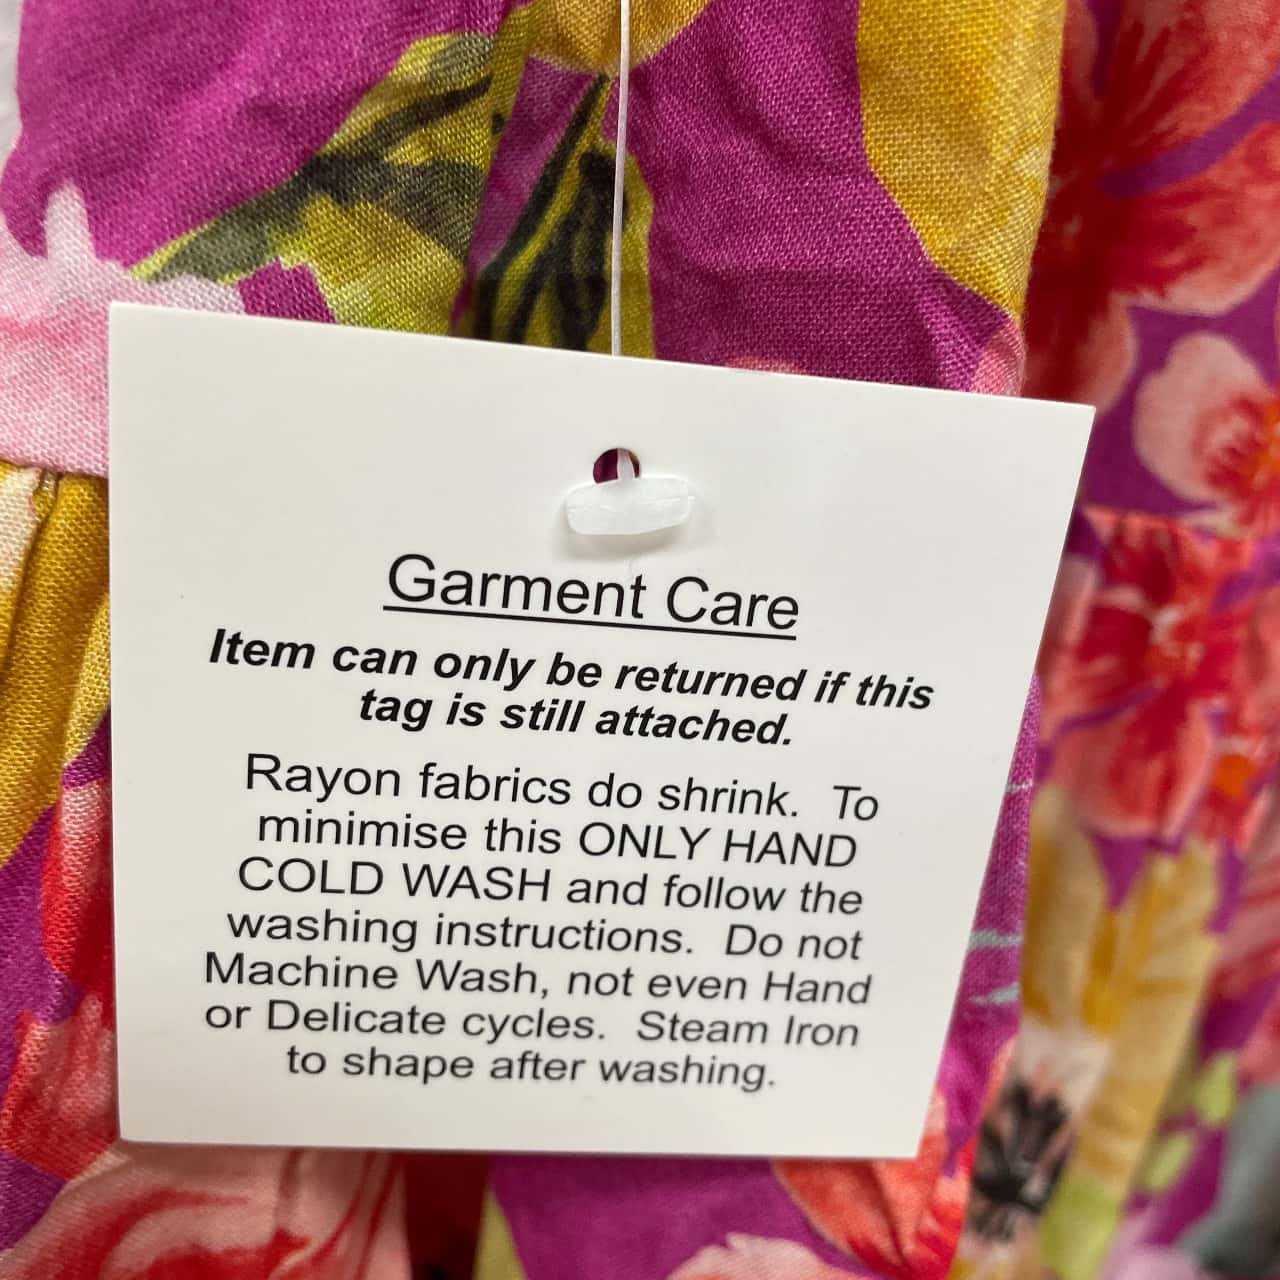 Garment Care
Item can only be returned if this
tag is still attached.
Rayon fabrics do shrink. To
minimise this ONLY HAND
COLD WASH and follow the
washing instructions. Do not
Machine Wash, not even Hand
or Delicate cycles. Steam Iron
to shape after washing.